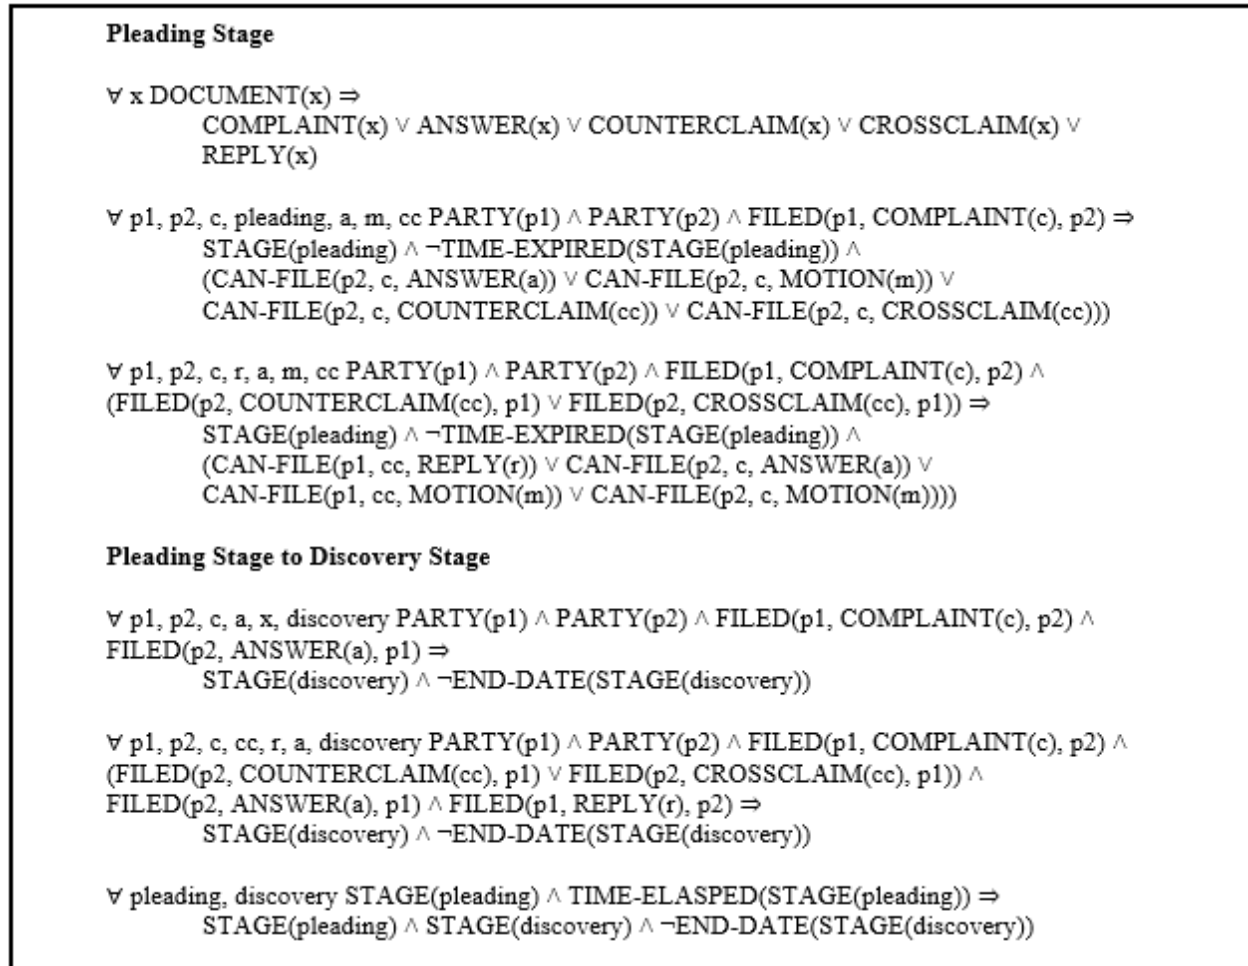 Pleading Stage
∀ x DOCUMENT(x) ⇒
COMPLAINT(x) ∨ ANSWER(x) ∨ COUNTERCLAIM(x) ∨ CROSSCLAIM(x) ∨
REPLY(x)
∀ p1, p2, c, pleading, a, m, cc PARTY(p1) ∧ PARTY(p2) ∧ FILED(p1, COMPLAINT(c), p2) ⇒
STAGE(pleading) ∧ ¬TIME-EXPIRED(STAGE(pleading)) ∧
(CAN-FILE(p2, c, ANSWER(a)) ∨ CAN-FILE(p2, c, MOTION(m)) ∨
CAN-FILE(p2, c, COUNTERCLAIM(cc)) ∨ CAN-FILE(p2, c, CROSSCLAIM(cc)))
∀ p1, p2, c, r, a, m, cc PARTY(p1) ∧ PARTY(p2) ∧ FILED(p1, COMPLAINT(c), p2) ∧
(FILED(p2, COUNTERCLAIM(cc), p1) ∨ FILED(p2, CROSSCLAIM(cc), p1)) ⇒
STAGE(pleading) ∧ ¬TIME-EXPIRED(STAGE(pleading)) ∧
(CAN-FILE(p1, cc, REPLY(r)) ∨ CAN-FILE(p2, c, ANSWER(a)) ∨
CAN-FILE(p1, cc, MOTION(m)) ∨ CAN-FILE(p2, c, MOTION(m))))
Pleading Stage to Discovery Stage
∀ p1, p2, c, a, x, discovery PARTY(p1) ∧ PARTY(p2) ∧ FILED(p1, COMPLAINT(c), p2) ∧
FILED(p2, ANSWER(a), p1) ⇒
STAGE(discovery) ∧ ¬END-DATE(STAGE(discovery))
∀ p1, p2, c, cc, r, a, discovery PARTY(p1) ∧ PARTY(p2) ∧ FILED(p1, COMPLAINT(c), p2) ∧
(FILED(p2, COUNTERCLAIM(cc), p1) ∨ FILED(p2, CROSSCLAIM(cc), p1)) ∧
FILED(p2, ANSWER(a), p1) ∧ FILED(p1, REPLY(r), p2) ⇒
STAGE(discovery) ∧ ¬END-DATE(STAGE(discovery))
∀ pleading, discovery STAGE(pleading) ∧ TIME-ELASPED(STAGE(pleading)) ⇒
STAGE(pleading) ∧ STAGE(discovery) ∧ ¬END-DATE(STAGE(discovery))